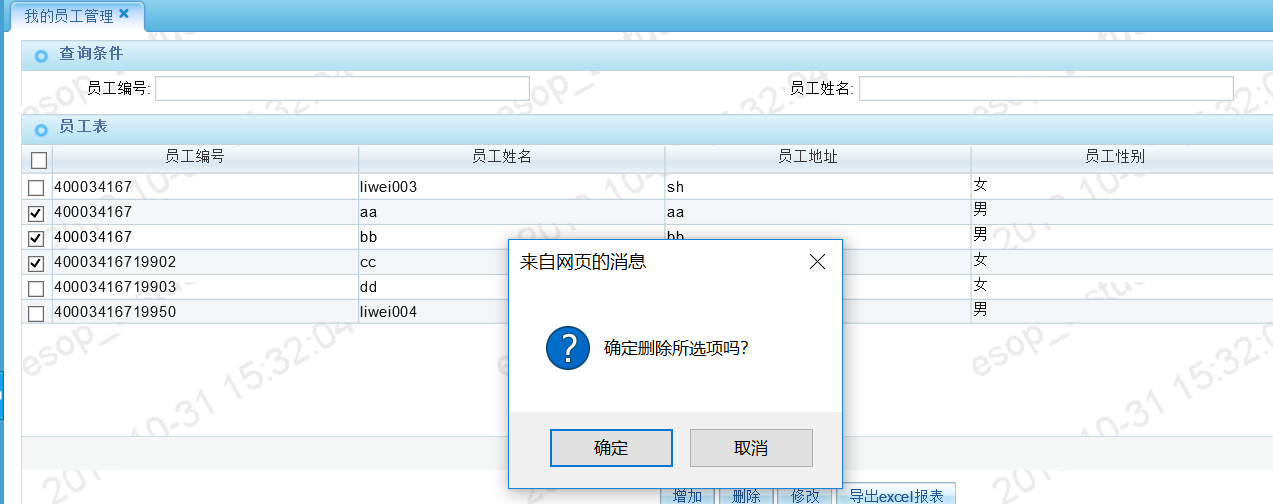 我的员工管理
查询条件
员工编号: 员工姓名:
员工表
员工编号 员工姓名 员工地址 员工性别
400034167 liwei003 sh 女
400034167 aa aa 男
400034167 bb bb 男
40003416719902 cc 女
40003416719903 dd 女
40003416719950 liwei004 男
来自网页的消息
确定删除所选项吗?
确定 取消
增加 删除 修改 导出excel报表